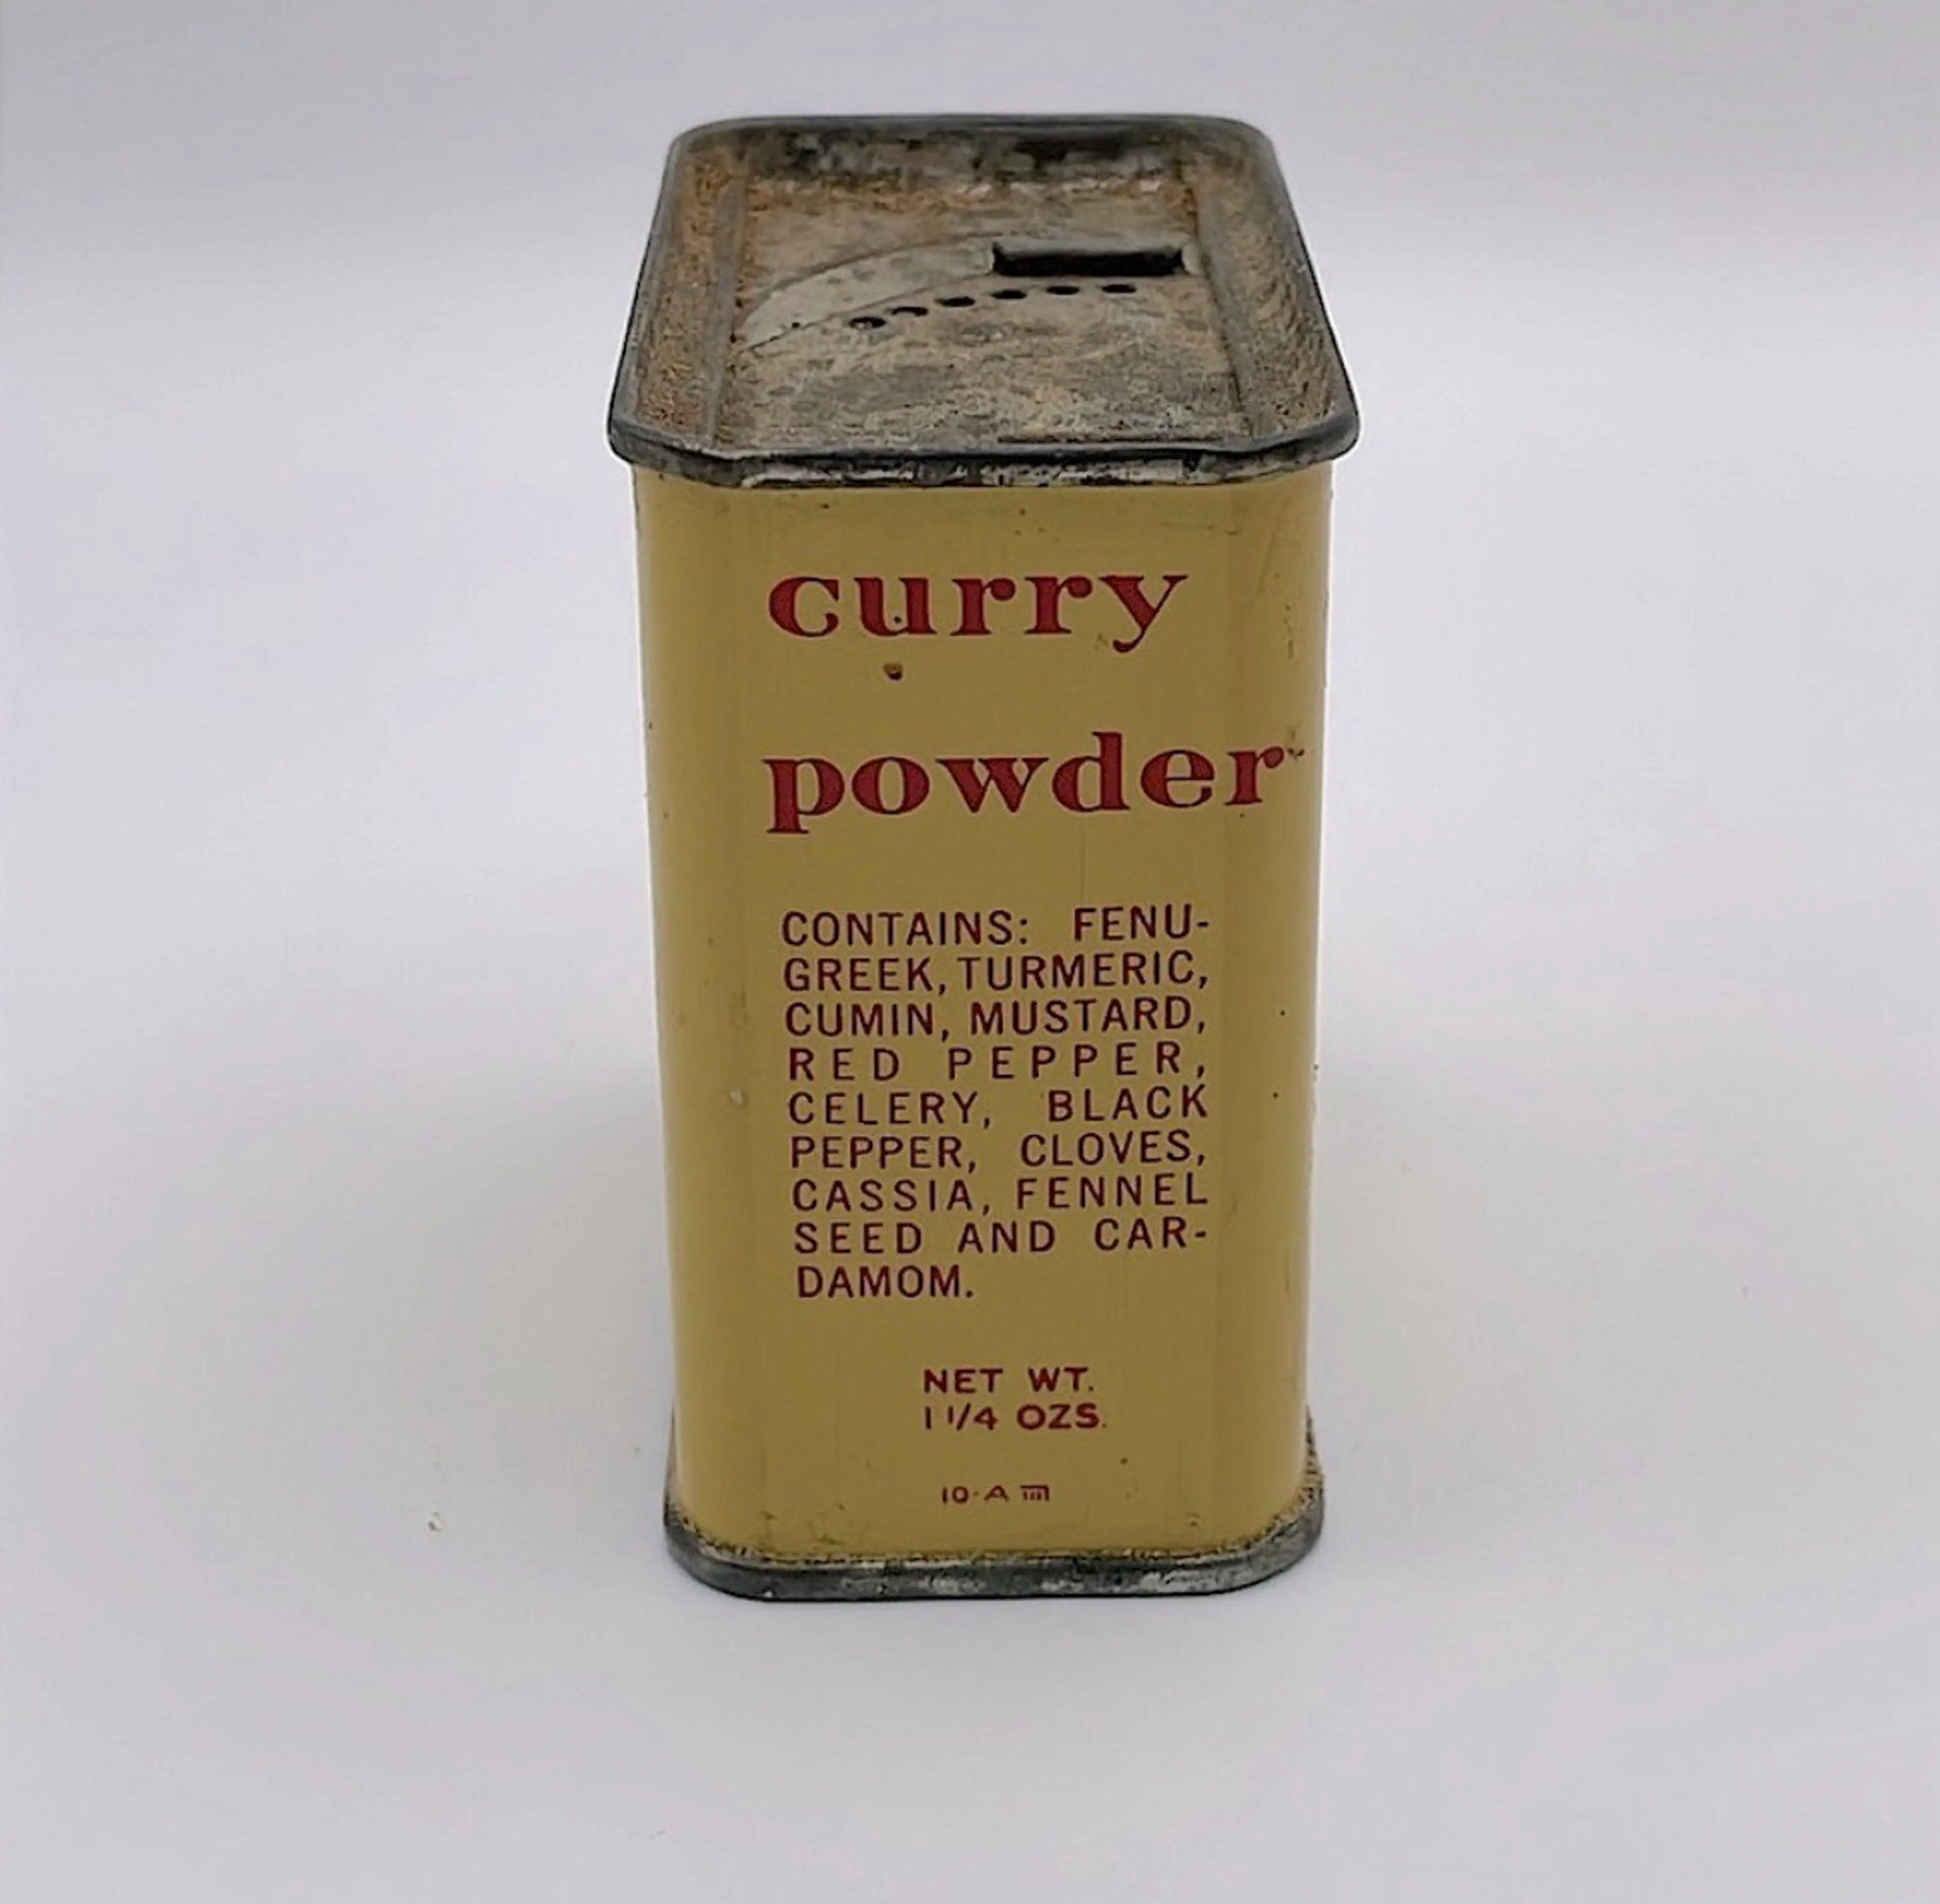 curry
powder
CONTAINS: FENU-
GREEK, TURMERIC,
CUMIN, MUSTARD,
RED PEPPER,
CELERY, BLACK
PEPPER, CLOVES,
CASSIA, FENNEL
SEED AND CAR-
DAMOM.
NET WT.
1 1/4 OZS.
10-A